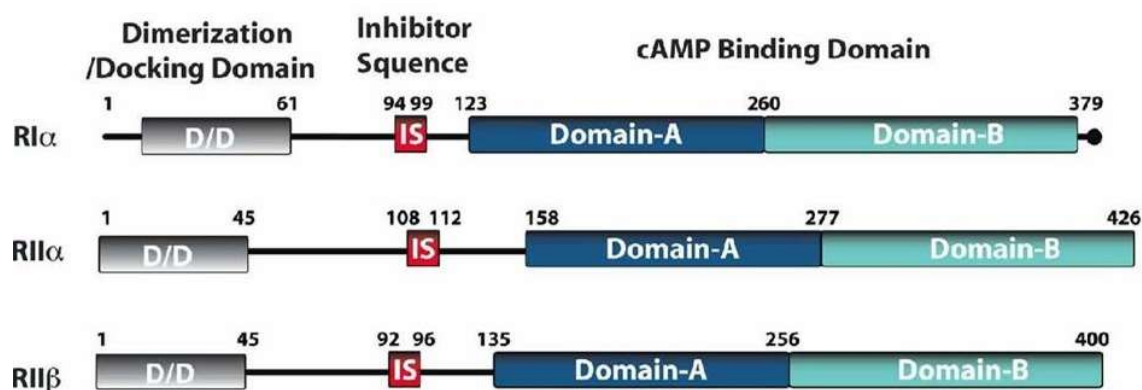 Dimerization
/Docking Domain
Inhibitor
Squence
cAMP Binding Domain
1 61 94 99 123 260 379
RIα D/D IS Domain-A Domain-B
1 45 108 112 158 277 426
RIIα D/D IS Domain-A Domain-B
1 45 92 96 135 256 400
RIIβ D/D IS Domain-A Domain-B